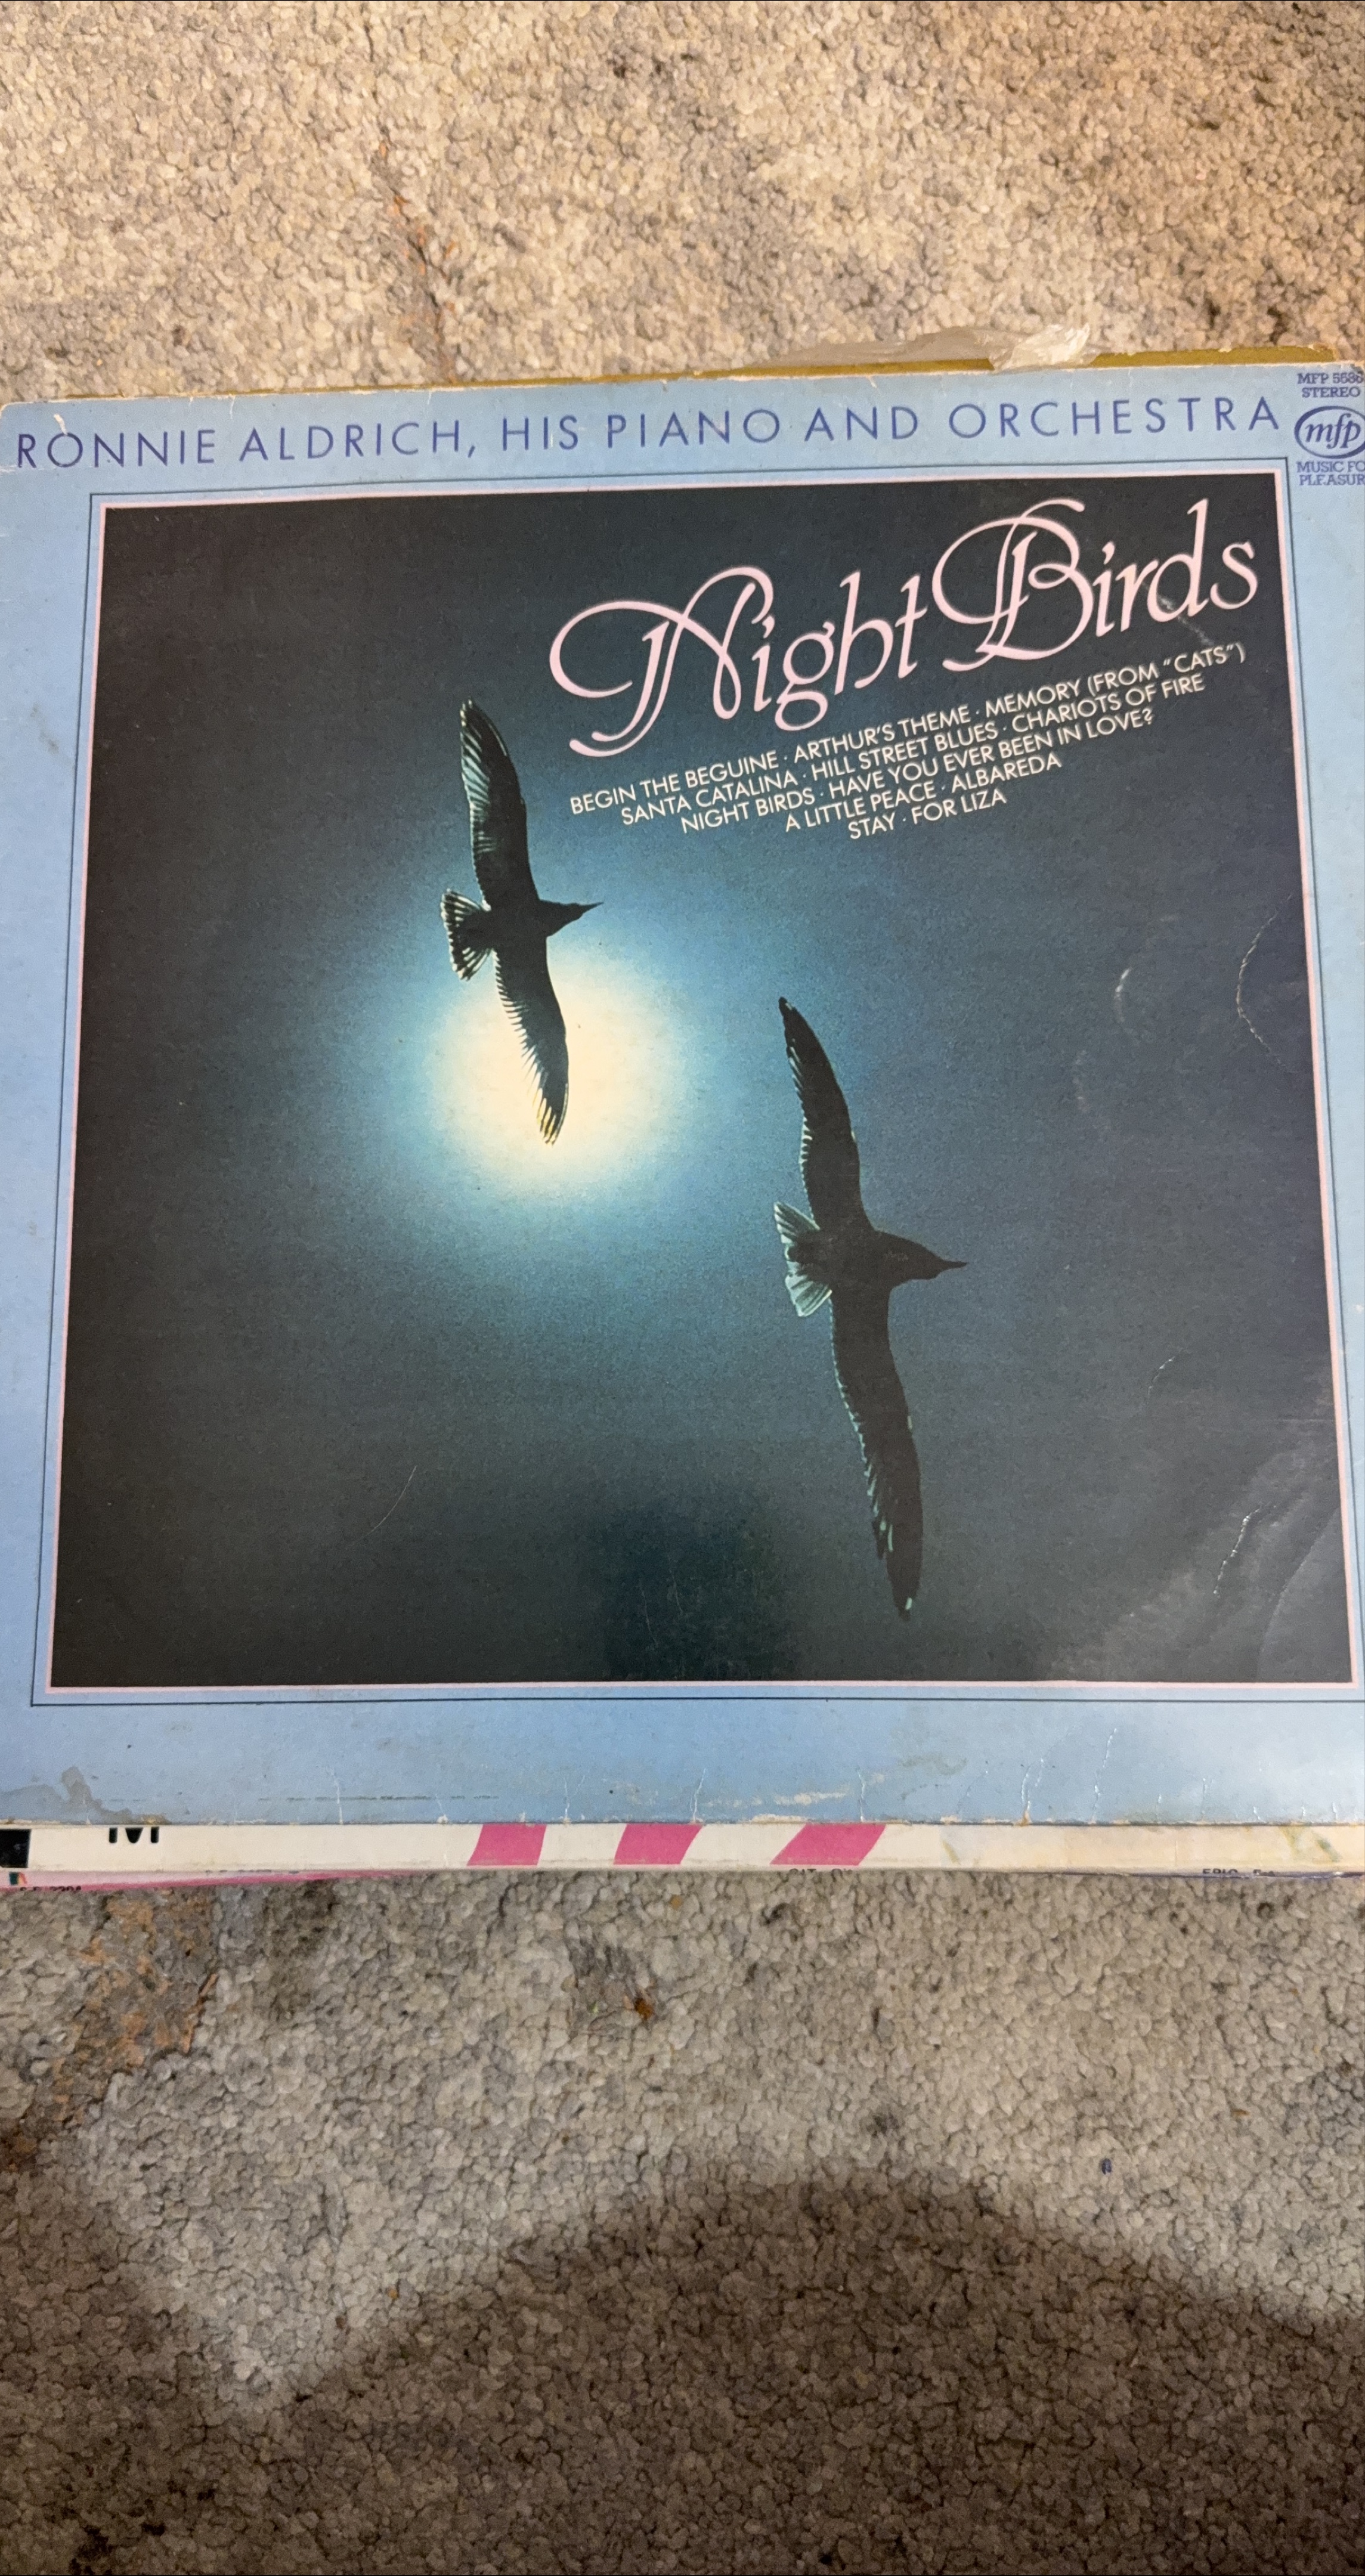 RONNIE ALDRICH, HIS PIANO AND ORCHESTRA
STEREO
mfp
MUSIC
Night Birds
BEGIN THE BEGUINE · ARTHUR'S THEME · MEMORY (FROM "CATS")
SANTA CATALINA · HILL STREET BLUES · CHARIOTS OF FIRE
NIGHT BIRDS · HAVE YOU EVER BEEN IN LOVE?
A LITTLE PEACE · ALBAREDA
STAY · FOR LIZA